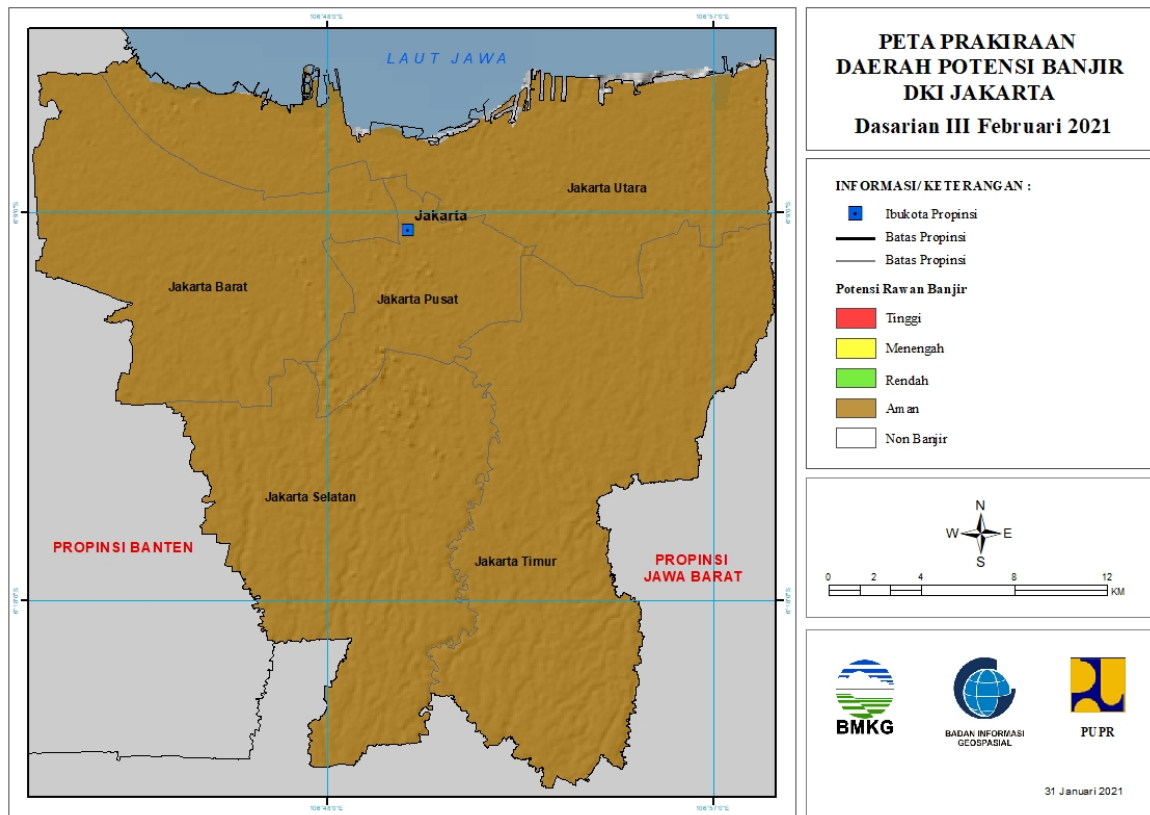 PETA PRAKIRAAN
DAERAH POTENSI BANJIR
DKI JAKARTA
Dasarian III Februari 2021
INFORMASI/ KETERANGAN :
Ibukota Propinsi
Batas Propinsi
Batas Propinsi
Potensi Rawan Banjir
Tinggi
Menengah
Rendah
Aman
Non Banjir
N
W E
S
0 2 4 8 12
KM
BMKG
BADAN INFORMASI
GEOSPASIAL
PUPR
31 Januari 2021
LAUT JAWA
Jakarta Utara
Jakarta
Jakarta Barat
Jakarta Pusat
Jakarta Selatan
Jakarta Timur
PROPINSI BANTEN
PROPINSI
JAWA BARAT